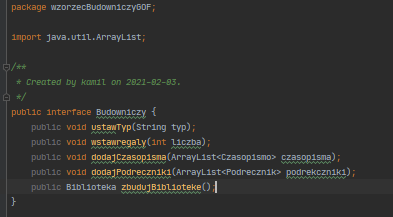 package wzorzecBudowniczyGOF;
import java.util.ArrayList;
/**
* Created by kamil on 2021-02-03.
*/
public interface Budowniczy {
public void ustawTyp(String typ);
public void wstawregaly(int liczba);
public void dodajCzasopisma(ArrayList<Czasopismo> czasopisma);
public void dodajPodreczniki(ArrayList<Podrecznik> podrekczniki);
public Biblioteka zbudujBiblioteke();
}